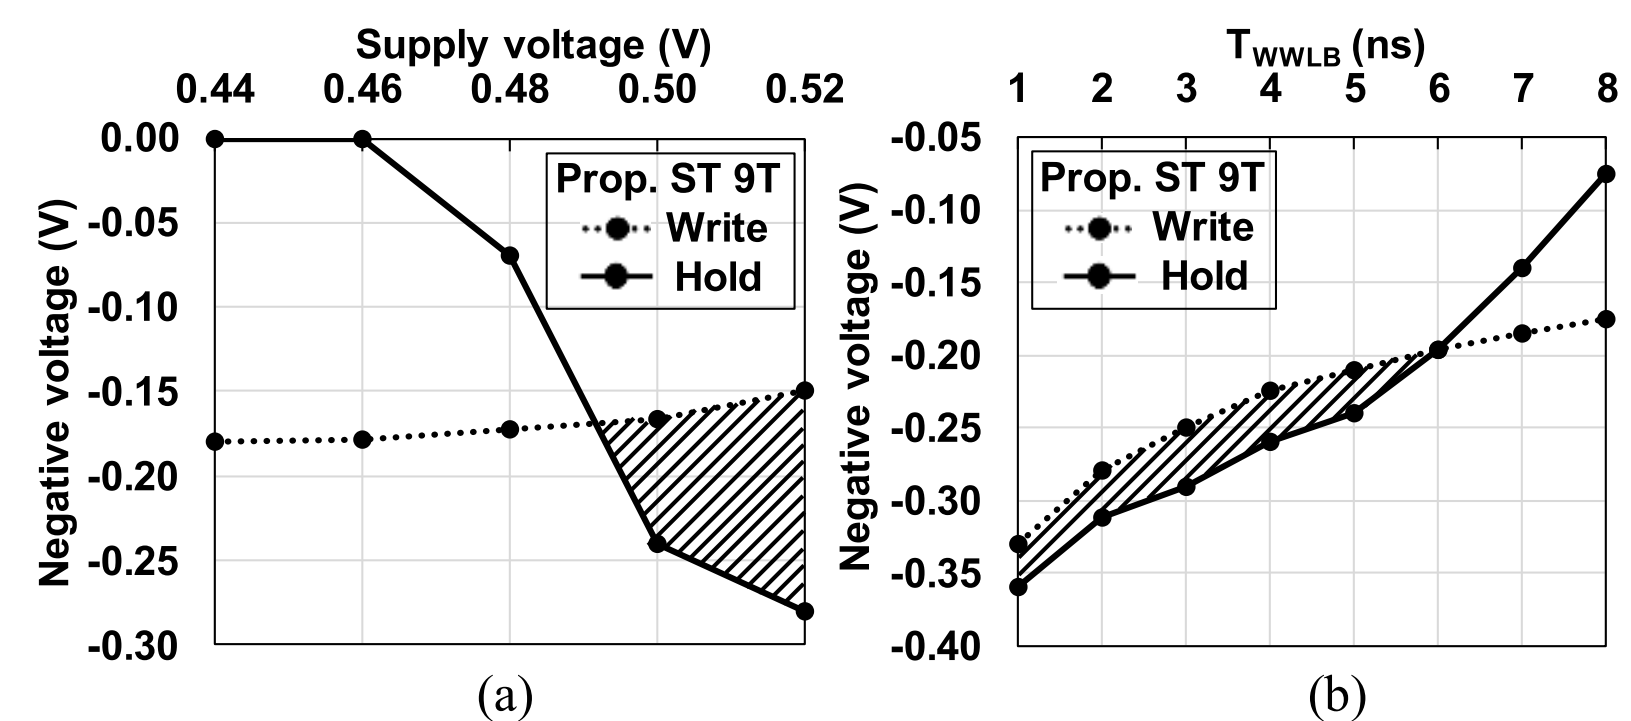 Supply voltage (V)
0.44 0.46 0.48 0.50 0.52
0.00
-0.05
-0.10
-0.15
-0.20
-0.25
-0.30
Negative voltage (V)
Prop. ST 9T
Write
Hold
(a)
TWWLB (ns)
1 2 3 4 5 6 7 8
-0.05
-0.10
-0.15
-0.20
-0.25
-0.30
-0.35
-0.40
Negative voltage (V)
Prop. ST 9T
Write
Hold
(b)